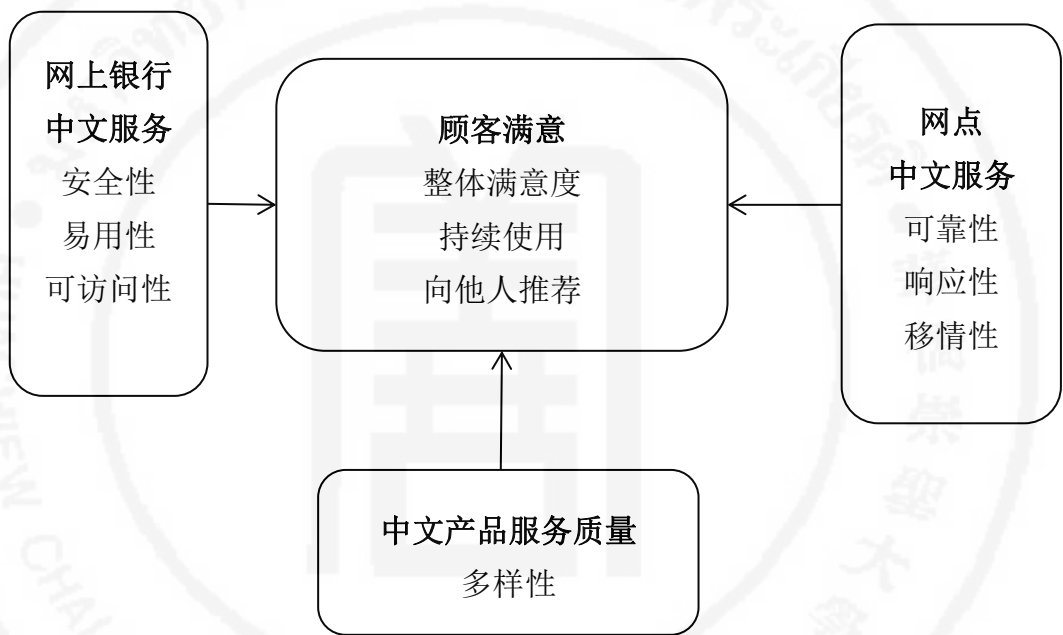 网上银行
中文服务
安全性
易用性
可访问性
顾客满意
整体满意度
持续使用
向他人推荐
网点
中文服务
可靠性
响应性
移情性
中文产品服务质量
多样性